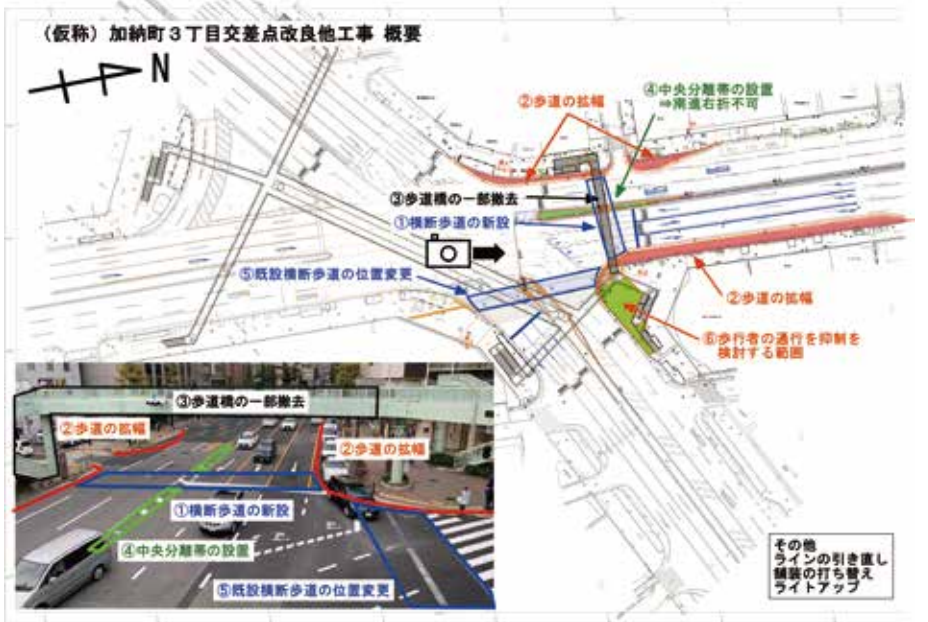 （仮称）加納町３丁目交差点改良他工事 概要
N
②歩道の拡幅
④中央分離帯の設置
⇒南進右折不可
③歩道橋の一部撤去
①横断歩道の新設
⑤既設横断歩道の位置変更
②歩道の拡幅
⑥歩行者の通行を抑制を
検討する範囲
③歩道橋の一部撤去
②歩道の拡幅
②歩道の拡幅
①横断歩道の新設
④中央分離帯の設置
⑤既設横断歩道の位置変更
その他
ラインの引き直し
舗装の打ち替え
ライトアップ